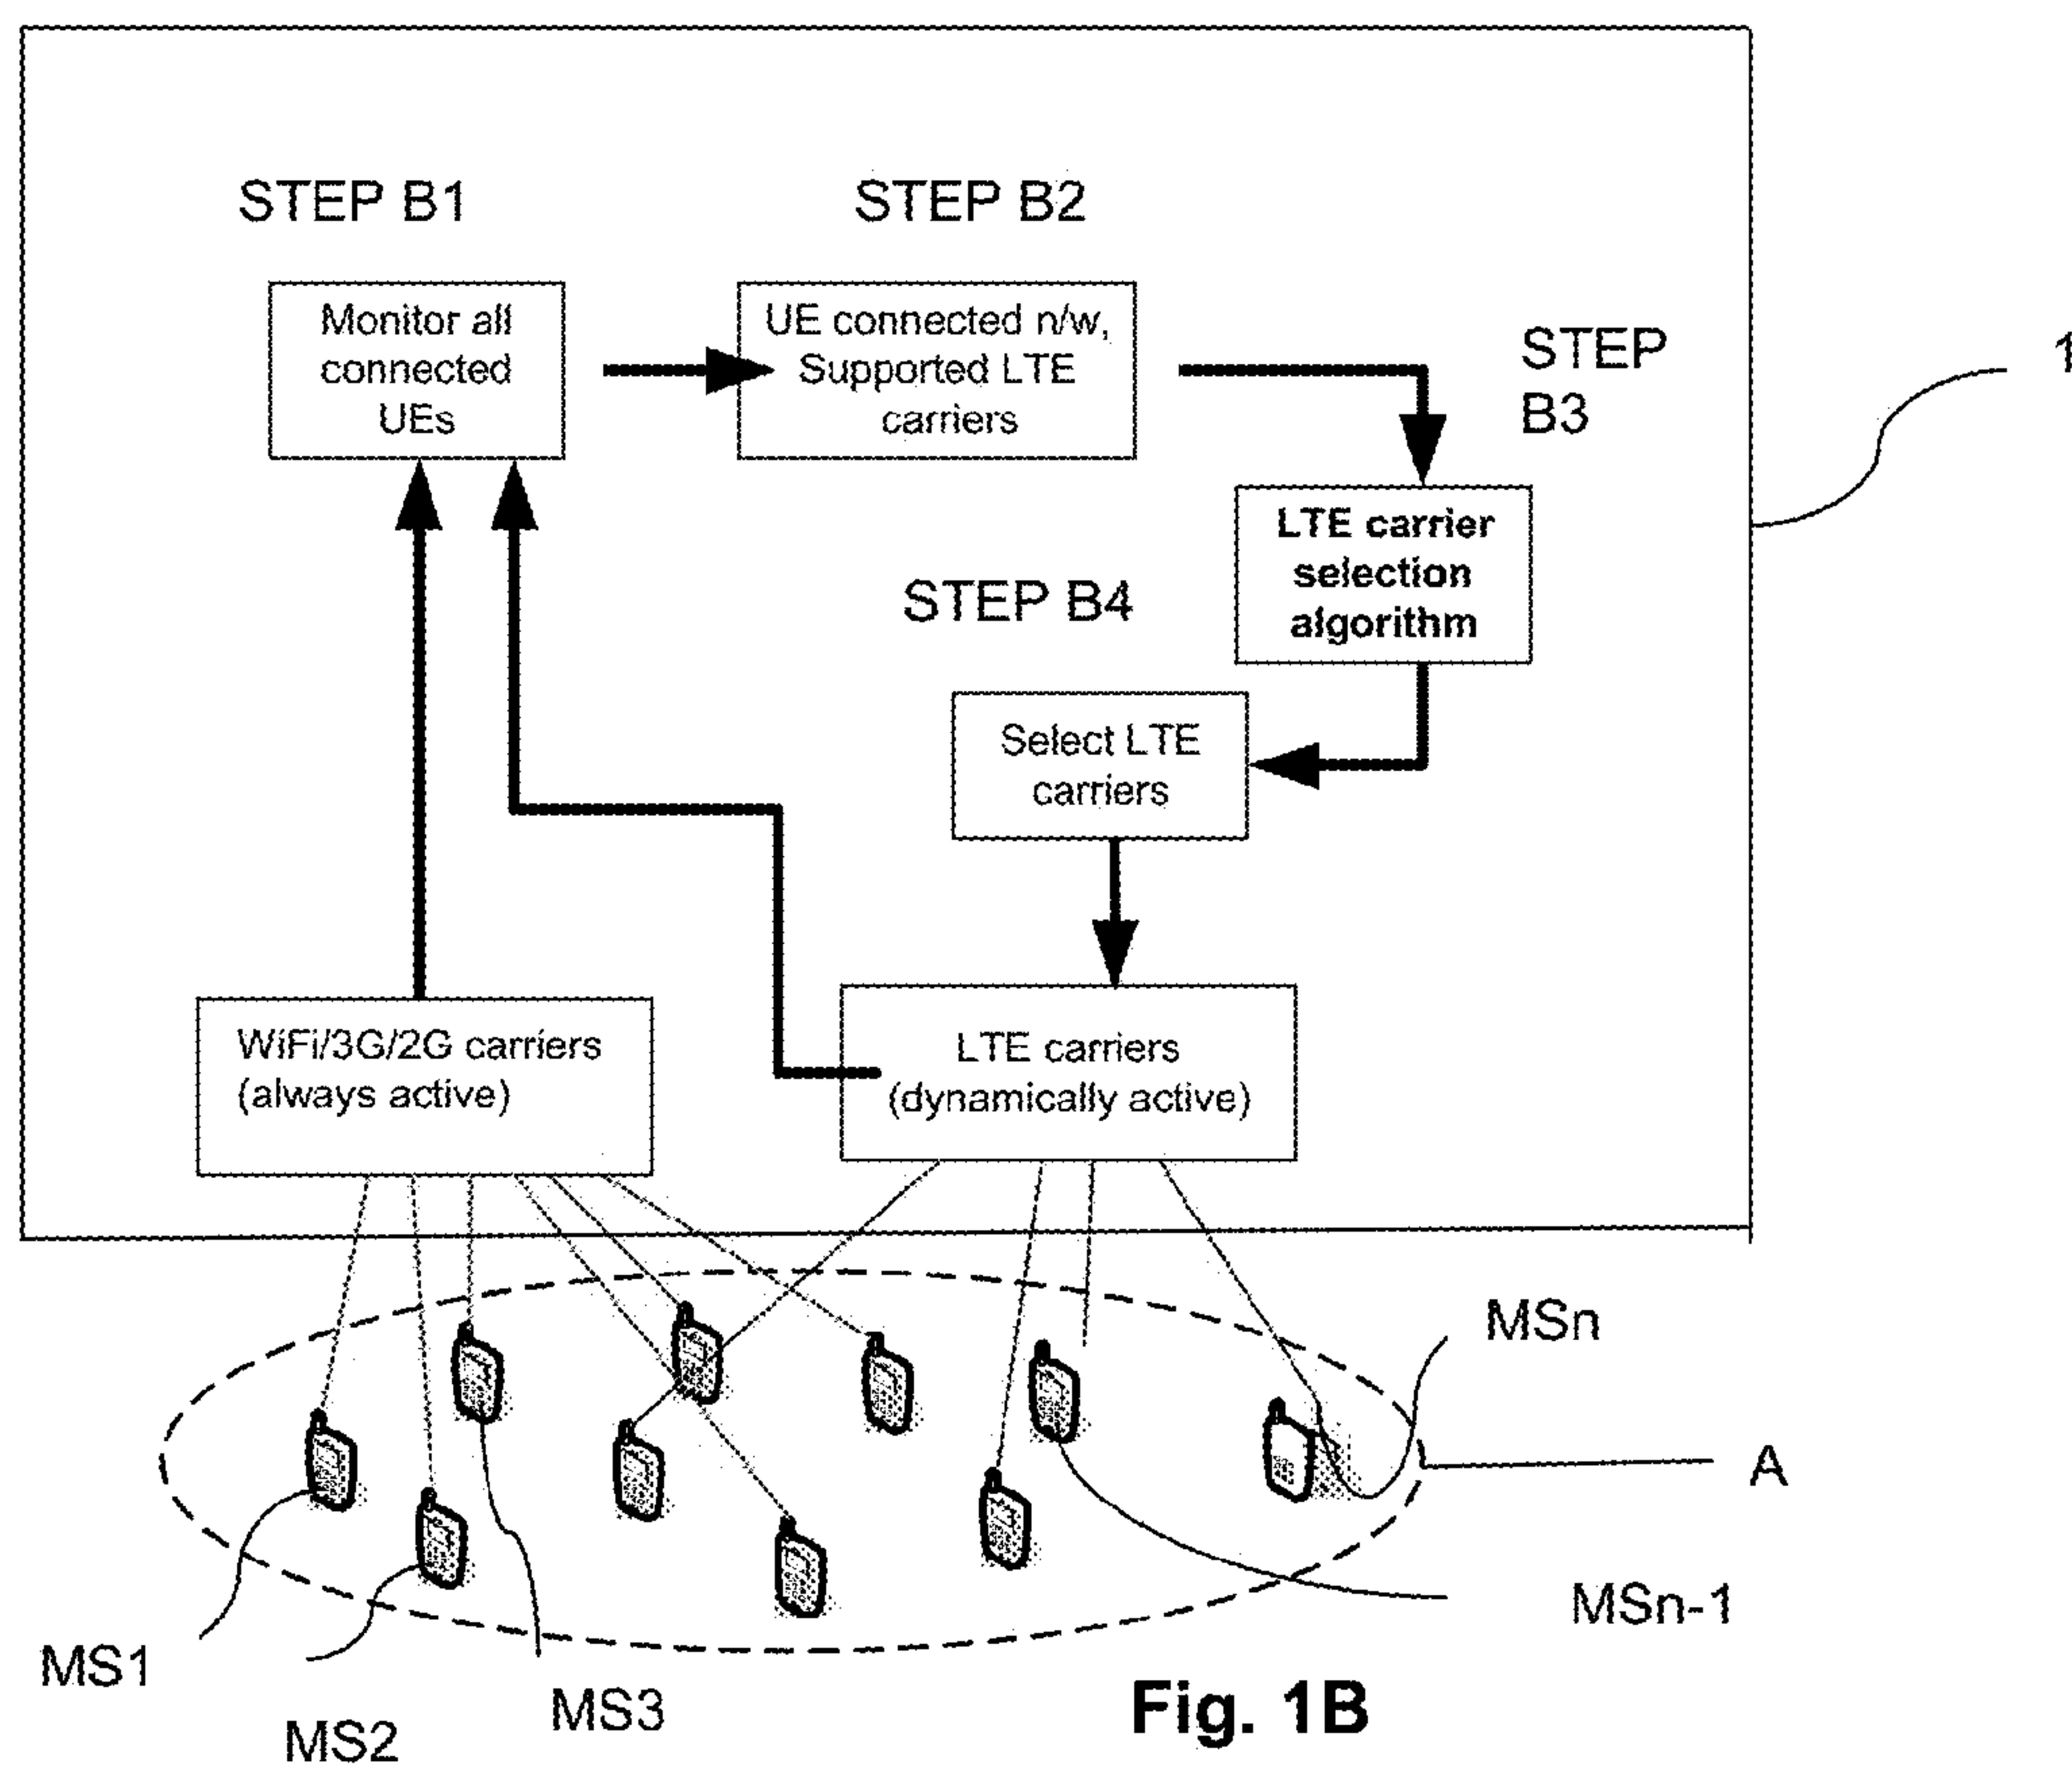 STEP B1
STEP B2
Monitor all
connected
UEs
UE connected n/w,
Supported LTE
carriers
STEP
B3
1
LTE carrier
selection
algorithm
STEP B4
Select LTE
carriers
WiFi/3G/2G carriers
(always active)
LTE carriers
(dynamically active)
MSn
A
MSn-1
MS1
MS2
MS3
Fig. 1B